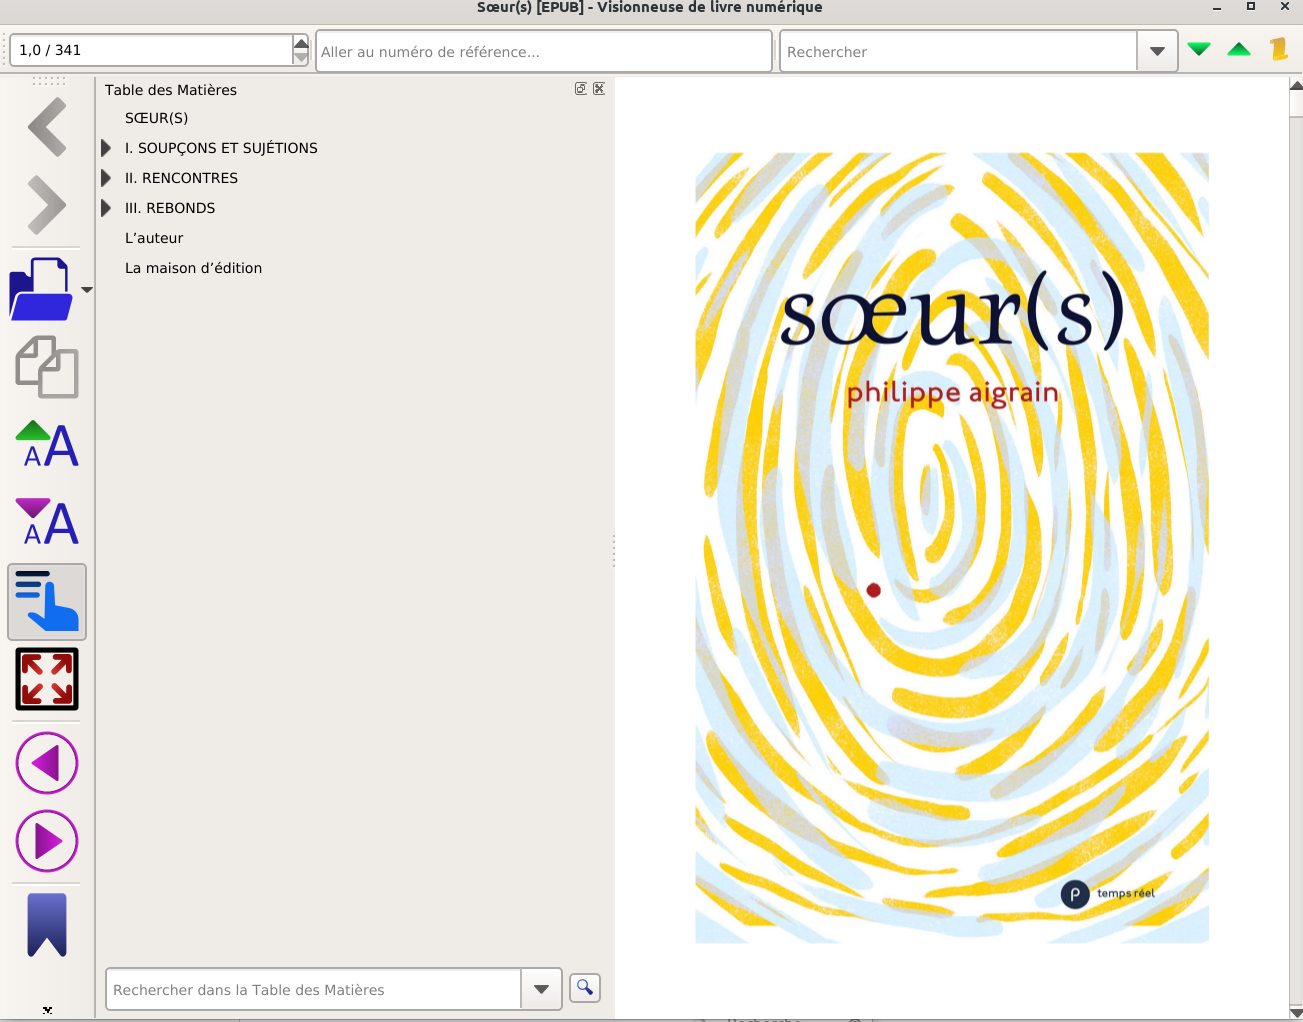 Sœur(s) [EPUB] - Visionneuse de livre numérique
1,0 / 341
Aller au numéro de référence...
Rechercher
Table des Matières
SŒUR(S)
I. SOUPÇONS ET SUJÉTIONS
II. RENCONTRES
III. REBONDS
L’auteur
La maison d’édition
Rechercher dans la Table des Matières
sœur(s)
philippe aigrain
temps réel